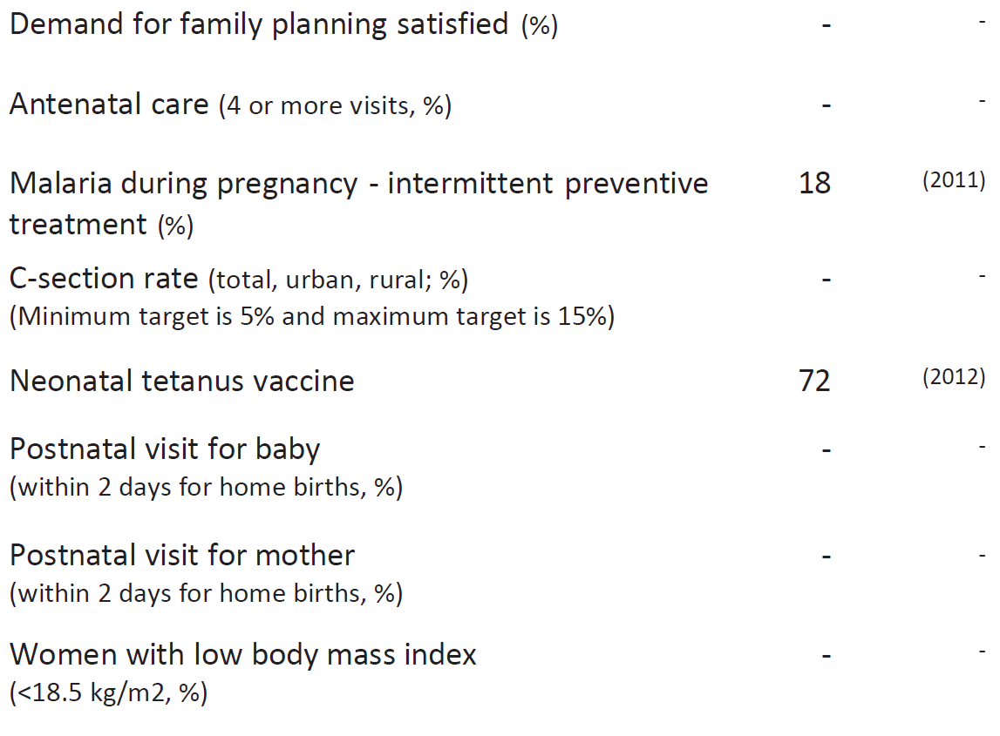 Demand for family planning satisfied (%) - -
Antenatal care (4 or more visits, %) - -
Malaria during pregnancy - intermittent preventive 18 (2011)
treatment (%)
C-section rate (total, urban, rural; %) - -
(Minimum target is 5% and maximum target is 15%)
Neonatal tetanus vaccine 72 (2012)
Postnatal visit for baby - -
(within 2 days for home births, %)
Postnatal visit for mother - -
(within 2 days for home births, %)
Women with low body mass index - -
(<18.5 kg/m2, %)